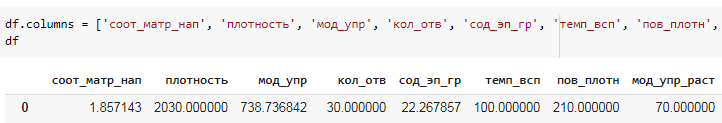 df.columns = ['соот_матр_нап', 'плотность', 'мод_упр', 'кол_отв', 'сод_эп_гр', 'темп_всп', 'пов_плотн',
df
соот_матр_нап плотность мод_упр кол_отв сод_эп_гр темп_всп пов_плотн мод_упр_раст
0 1.857143 2030.000000 738.736842 30.000000 22.267857 100.000000 210.000000 70.000000